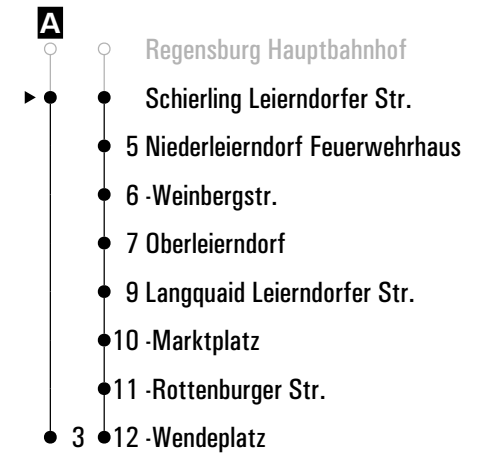 A
Regensburg Hauptbahnhof
Schierling Leierndorfer Str.
5 Niederleierndorf Feuerwehrhaus
6 -Weinbergstr.
7 Oberleierndorf
9 Langquaid Leierndorfer Str.
10 -Marktplatz
11 -Rottenburger Str.
3 12 -Wendeplatz